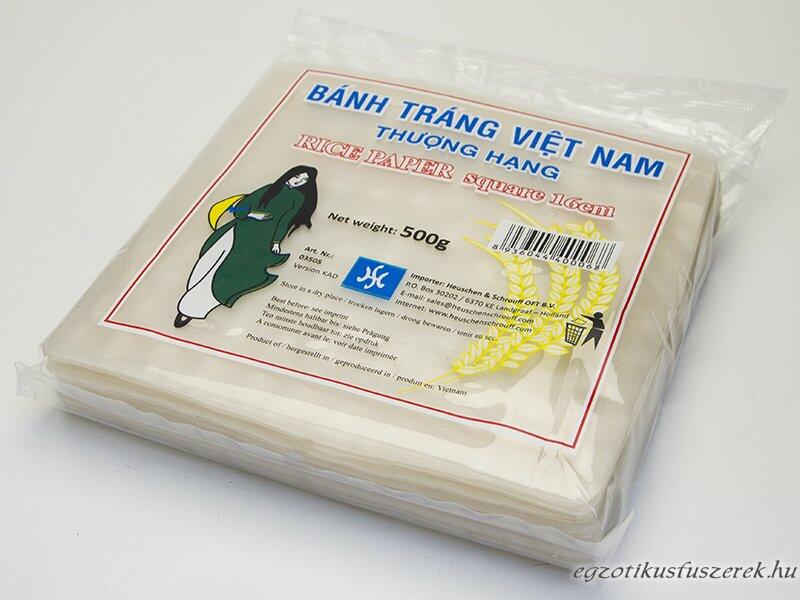 BÁNH TRÁNG VIỆT NAM
THƯỢNG HẠNG
RICE PAPER square 16cm
Net weight: 500g
8936044400068
Art. Nr.:
03505
Version KAD
Importer: Heuschen & Schrouff OFT B.V.
P.O. Box 30202 / 6370 KE Landgraaf – Holland
E-mail: sales@heuschenschrouff.com
Internet: www.heuschenschrouff.com
Store in a dry place / trocken lagern / droog bewaren / tenir au sec.
Best before: see imprint
Mindestens haltbar bis: siehe Prägung
Ten minste houdbaar tot: zie opdruk
A consommer avant le: voir date imprimée
Product of / hergestellt in / geproduceerd in / produit en: Vietnam
egzotikusfuszerek.hu